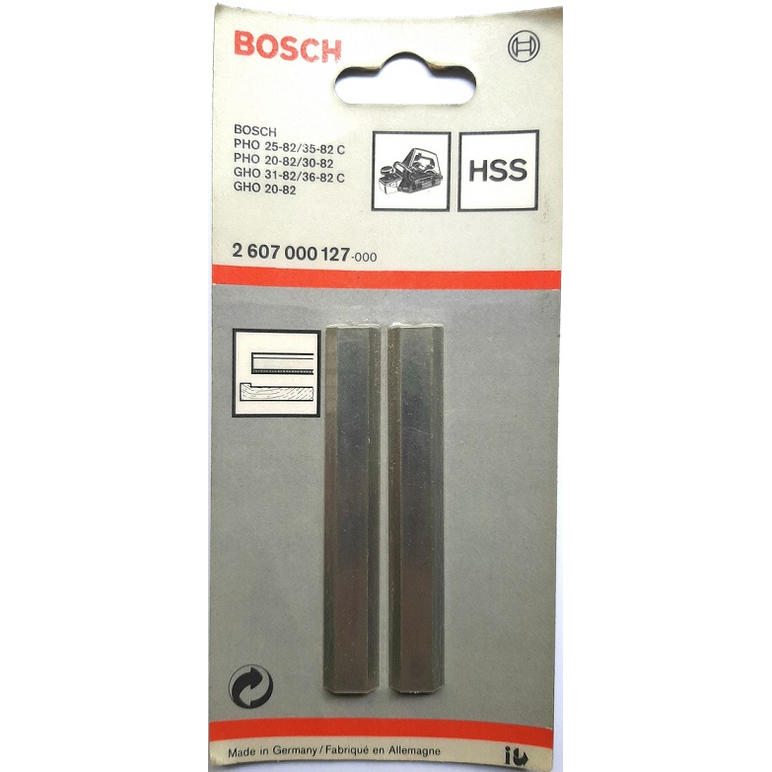 BOSCH
BOSCH
PHO 25-82/35-82 C
PHO 20-82/30-82
GHO 31-82/36-82 C
GHO 20-82
HSS
2 607 000 127-000
Made in Germany/Fabriqué en Allemagne